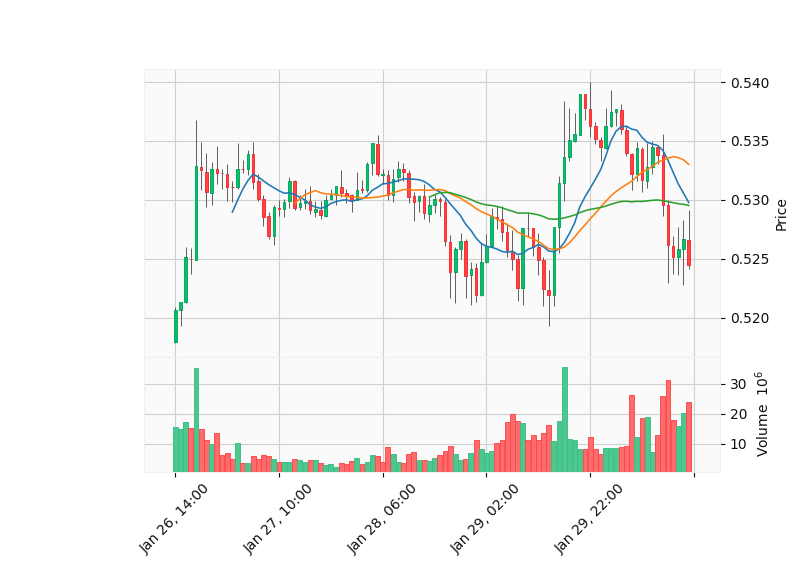 0.540
0.535
0.530
0.525
0.520
Price
30
20
10
Volume 10^6
Jan 26, 14:00
Jan 27, 10:00
Jan 28, 06:00
Jan 29, 02:00
Jan 29, 22:00